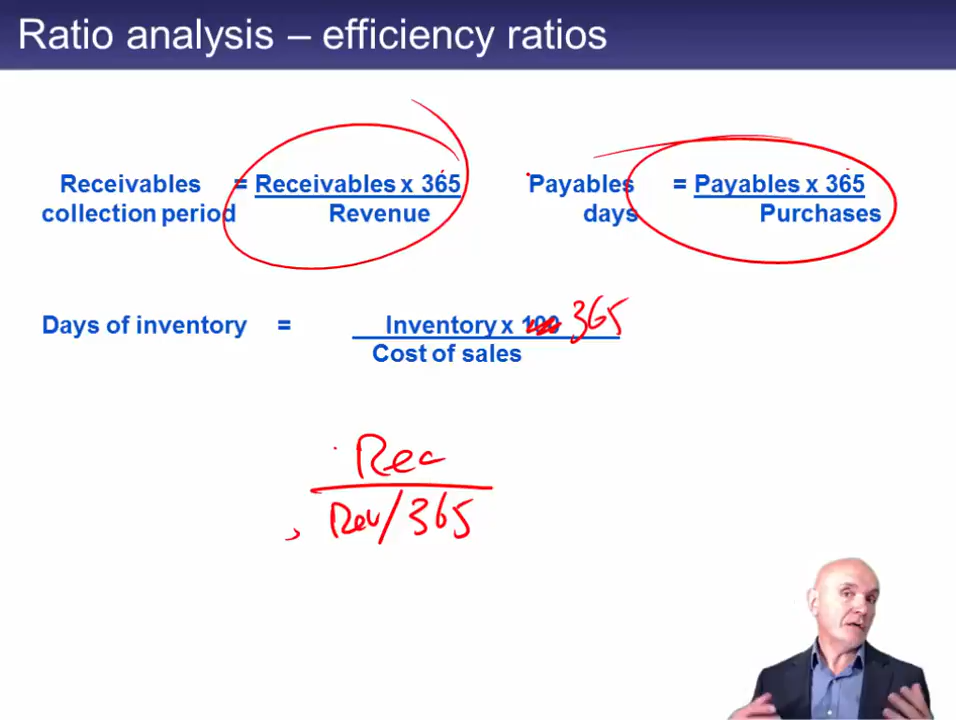 Ratio analysis – efficiency ratios
Receivables = Receivables x 365
collection period Revenue
Payables = Payables x 365
days Purchases
Days of inventory = Inventory x 100 365
Cost of sales
Rec
Rev/365